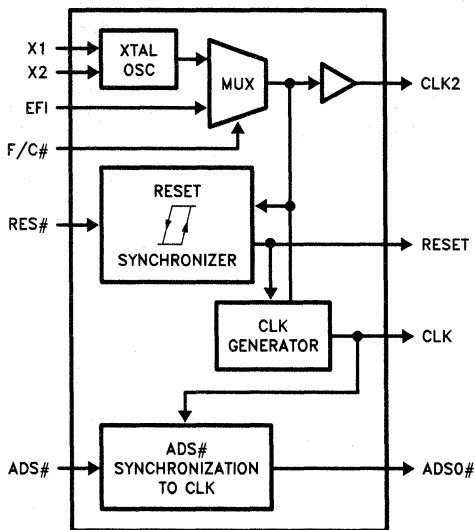 X1
X2
XTAL
OSC
MUX
CLK2
EFI
F/C#
RES#
RESET
SYNCHRONIZER
RESET
CLK
GENERATOR
CLK
ADS#
ADS#
SYNCHRONIZATION
TO CLK
ADSO#